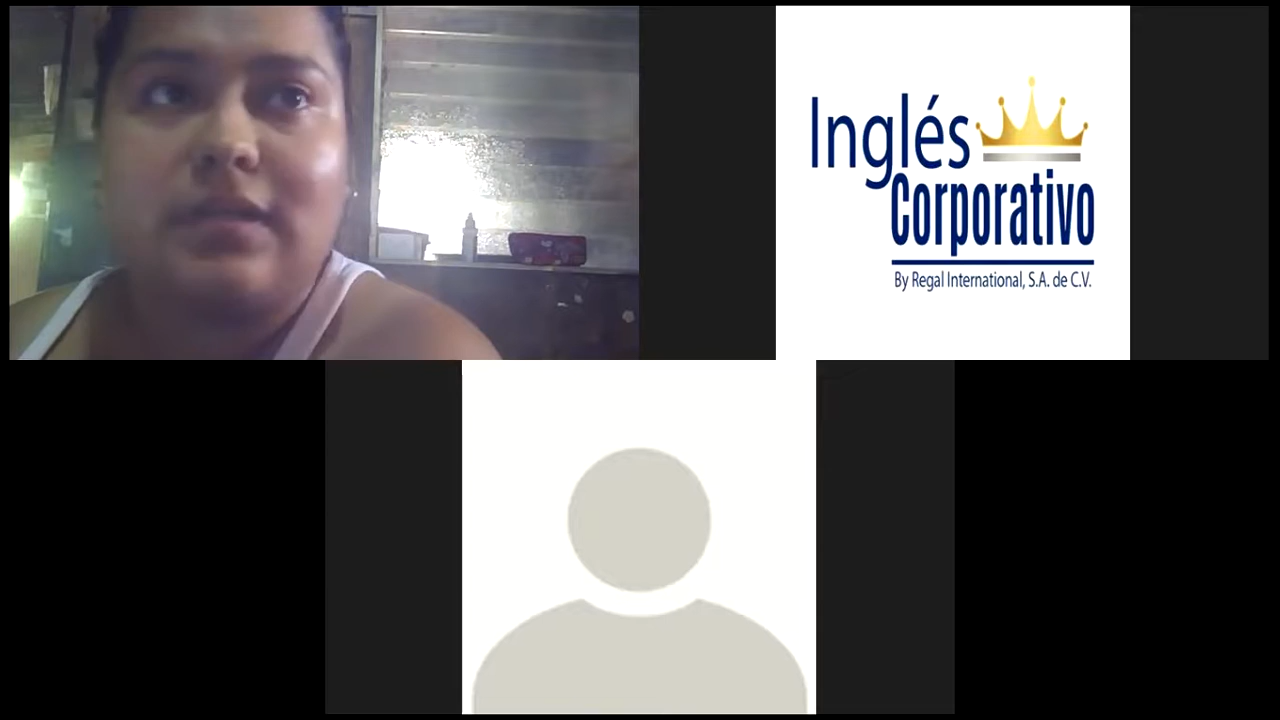 Inglés
Corporativo
By Regal International, S.A. de C.V.